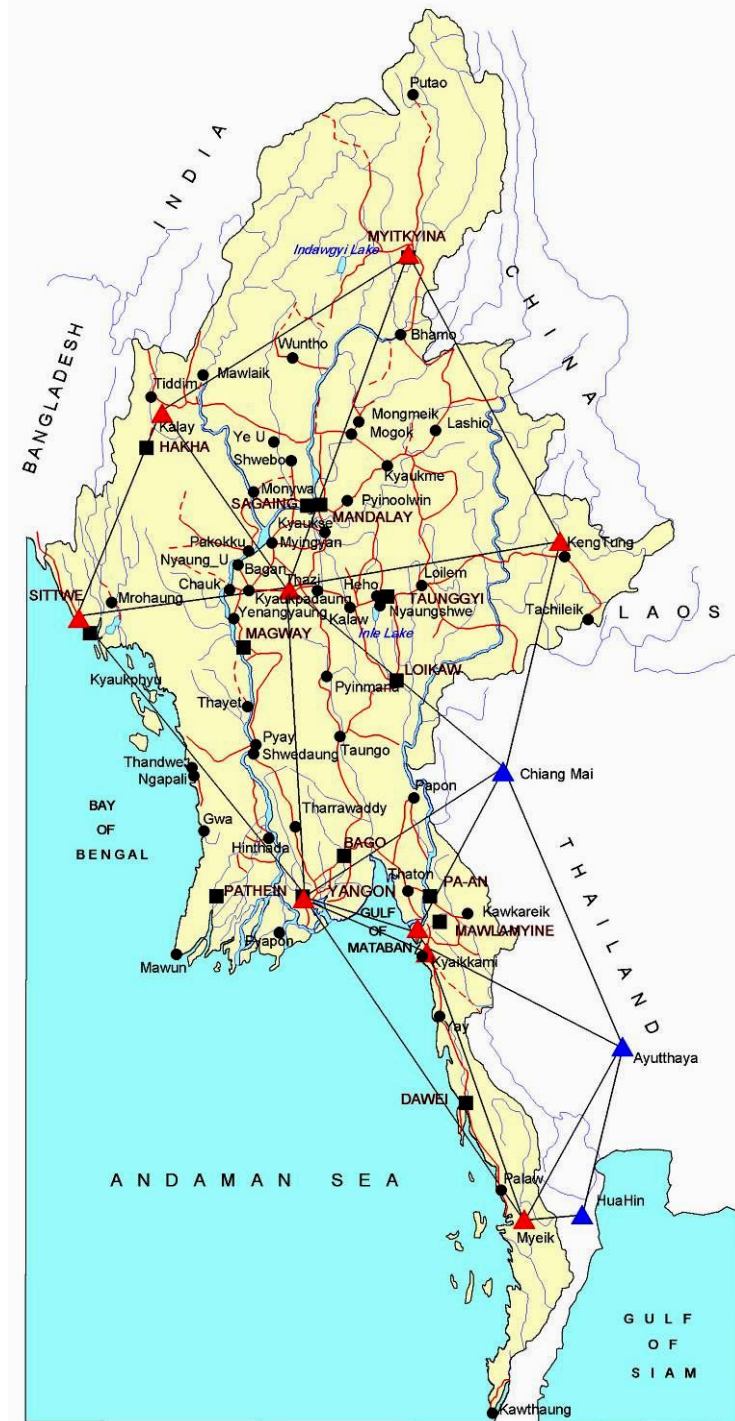 Putao
INDIA
MYITKYINA
Indawgyi Lake
CHINA
Bhamo
Wuntho
Mawlaik
Tiddim
BANGLADESH
Kalay
Mongmeik
Mogok
Lashio
HAKHA
Ye U
Shwebo
Kyaukme
Monywa
Pyinoolwin
SAGAING
MANDALAY
Kyaukse
Pakokku
Myingyan
KengTung
Nyaung_U
Bagan
Thazi
Heho
Loilem
Chauk
Kyaukpadaung
TAUNGGYI
SITTWE
Mrohaung
Nyaungshwe
Tachileik
LAOS
Yenangyaung
Kalaw
Inle Lake
MAGWAY
LOIKAW
Kyaukphyu
Pyinmana
Thayet
Pyay
Taungo
Shwedaung
Thandwe
Ngapali
Chiang Mai
Papon
BAY
OF
BENGAL
Gwa
Tharrawaddy
Hinthada
BAGO
THAILAND
Thaton
PA-AN
PATHEIN
YANGON
GULF
OF
MATABAN
Kawkareik
MAWLAMYINE
Pyapon
Mawun
Kyaikkami
Yay
Ayutthaya
DAWEI
ANDAMAN SEA
Palaw
HuaHin
Myeik
GULF
OF
SIAM
Kawthaung